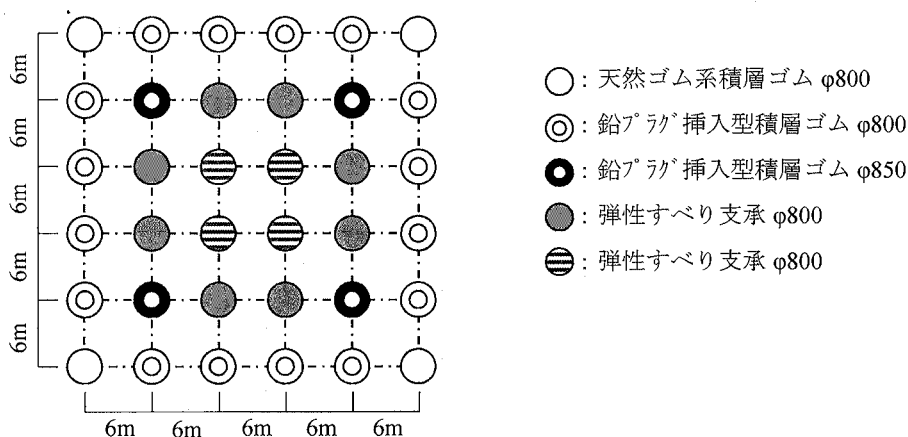 6m
6m
6m
6m
6m
6m 6m 6m 6m 6m
○：天然ゴム系積層ゴム φ800
◎：鉛ﾌﾟﾗｸﾞ挿入型積層ゴム φ800
：鉛ﾌﾟﾗｸﾞ挿入型積層ゴム φ850
：弾性すべり支承 φ800
：弾性すべり支承 φ800